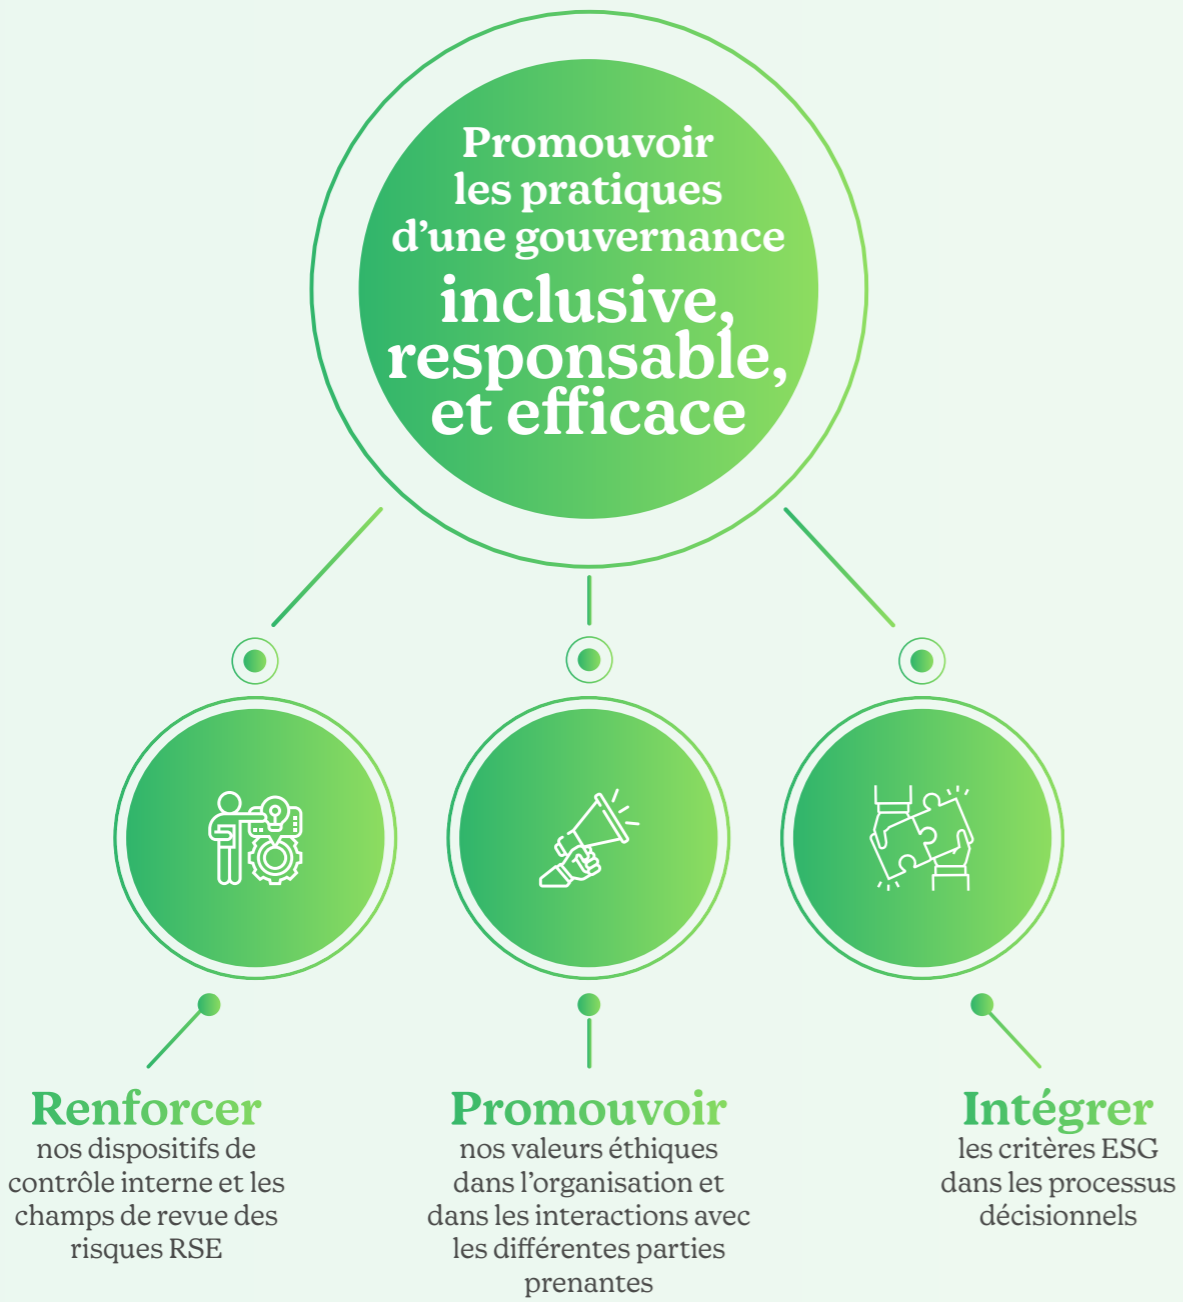 Promouvoir
les pratiques
d’une gouvernance
inclusive,
responsable,
et efficace
Renforcer
nos dispositifs de
contrôle interne et les
champs de revue des
risques RSE
Promouvoir
nos valeurs éthiques
dans l’organisation et
dans les interactions avec
les différentes parties
prenantes
Intégrer
les critères ESG
dans les processus
décisionnels